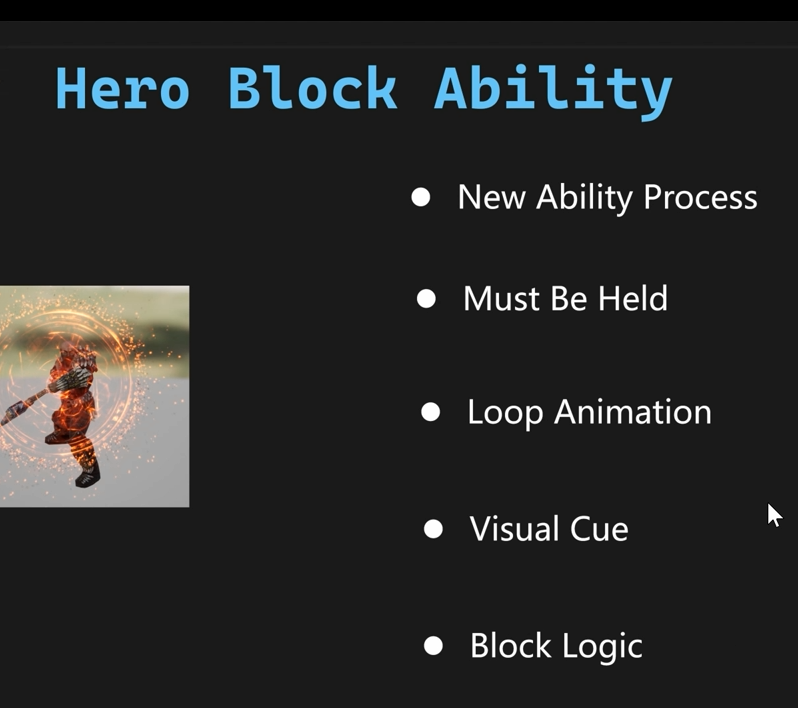 Hero Block Ability
New Ability Process
Must Be Held
Loop Animation
Visual Cue
Block Logic